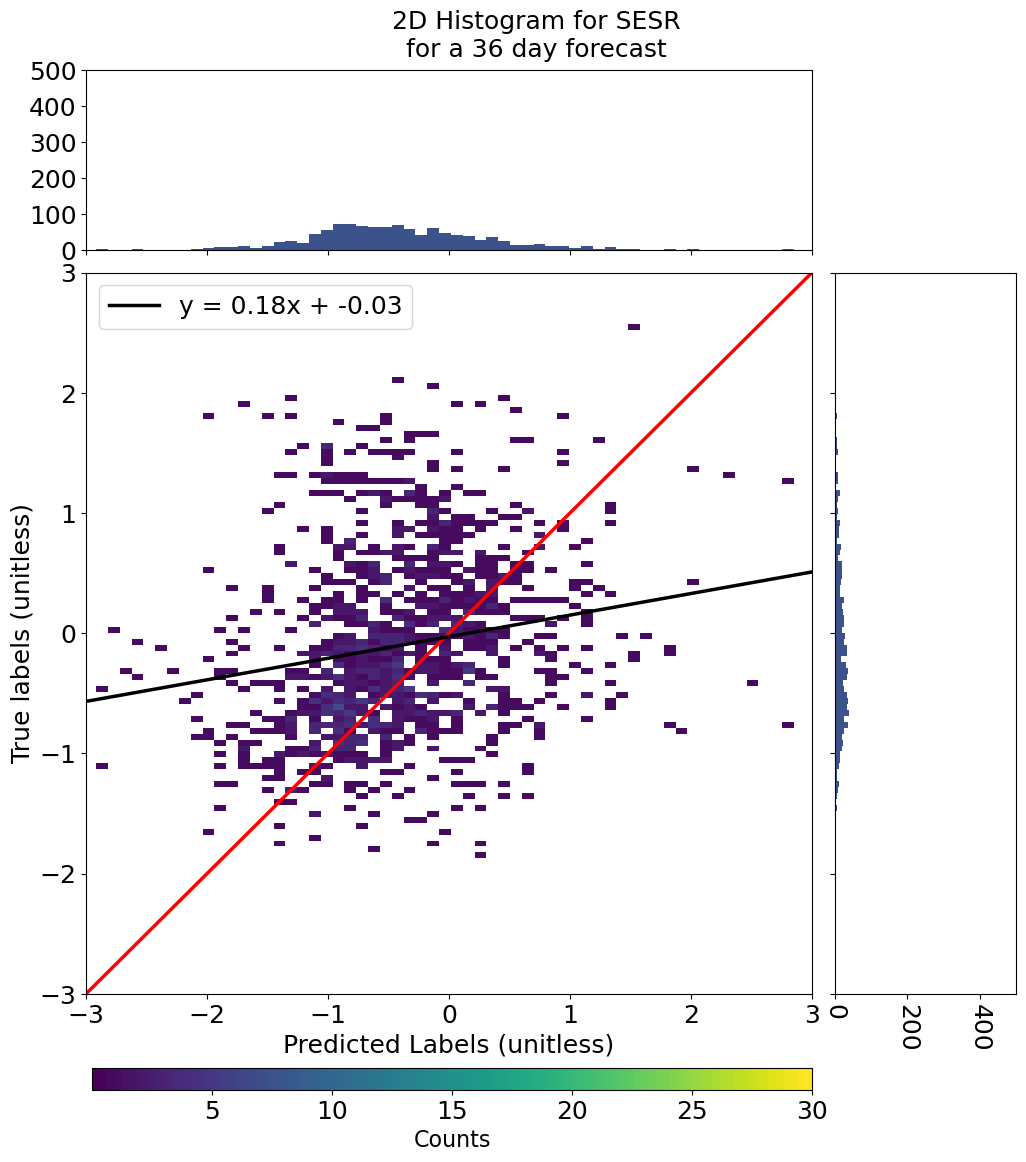 2D Histogram for SESR
for a 36 day forecast
500
400
300
200
100
0
3
2
1
0
−1
−2
−3
True labels (unitless)
y = 0.18x + -0.03
−3 −2 −1 0 1 2 3
Predicted Labels (unitless)
0 200 400
5 10 15 20 25 30
Counts